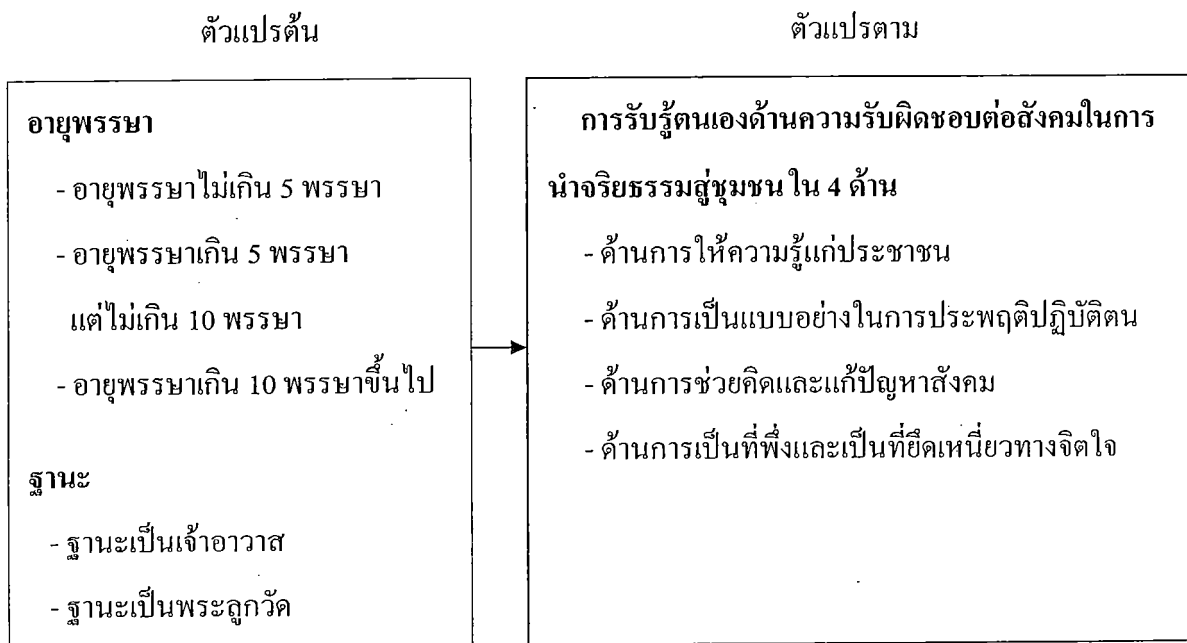 ตัวแปรต้น
ตัวแปรตาม
อายุพรรษา
- อายุพรรษาไม่เกิน 5 พรรษา
- อายุพรรษาเกิน 5 พรรษา
แต่ไม่เกิน 10 พรรษา
- อายุพรรษาเกิน 10 พรรษาขึ้นไป
ฐานะ
- ฐานะเป็นเจ้าอาวาส
- ฐานะเป็นพระลูกวัด
การรับรู้ตนเองด้านความรับผิดชอบต่อสังคมในการ
นำจริยธรรมสู่ชุมชน ใน 4 ด้าน
- ด้านการให้ความรู้แก่ประชาชน
- ด้านการเป็นแบบอย่างในการประพฤติปฏิบัติตน
- ด้านการช่วยคิดและแก้ปัญหาสังคม
- ด้านการเป็นที่พึ่งและเป็นที่ยึดเหนี่ยวทางจิตใจ